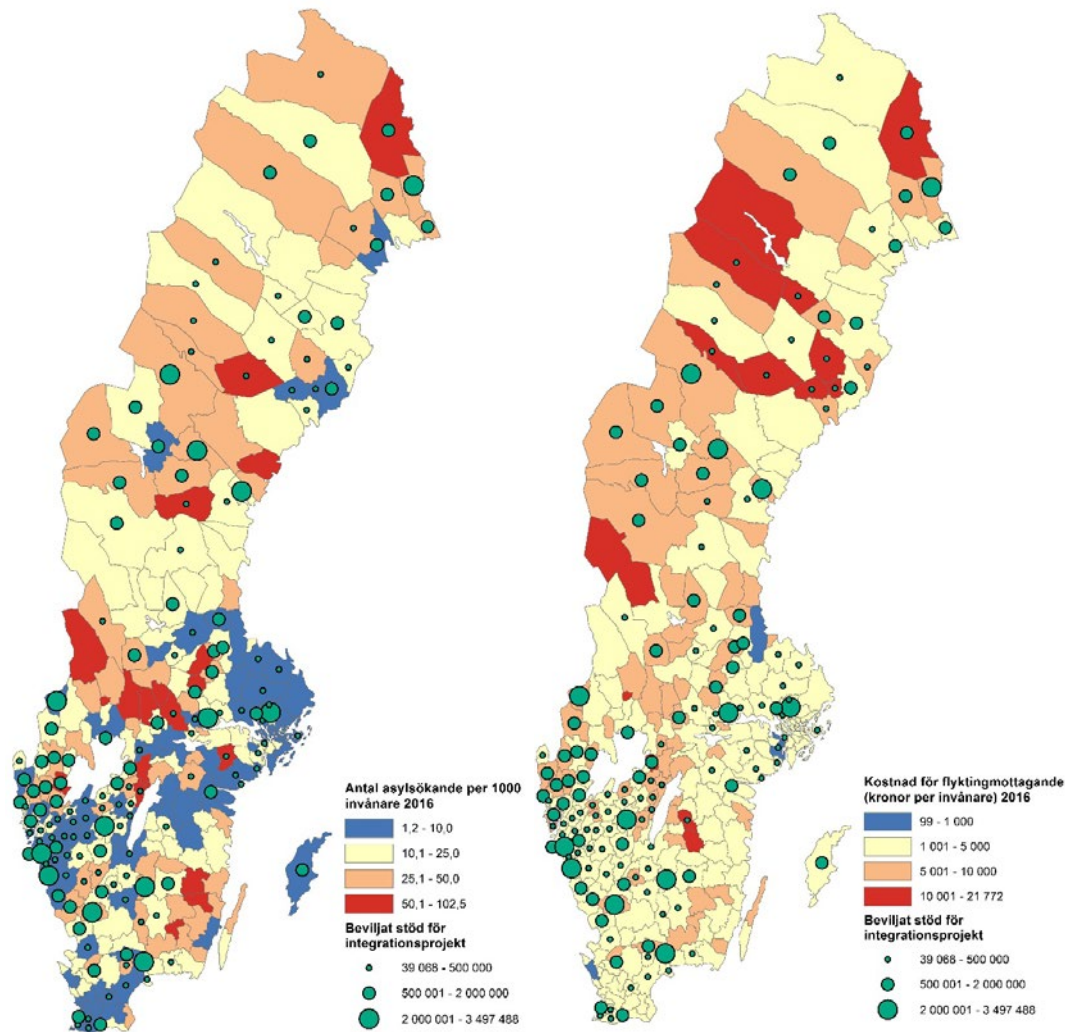 Antal asylsökande per 1000
invånare 2016
1,2 - 10,0
10,1 - 25,0
25,1 - 50,0
50,1 - 102,5
Beviljat stöd för
integrationsprojekt
39 068 - 500 000
500 001 - 2 000 000
2 000 001 - 3 497 488
Kostnad för flyktingmottagande
(kronor per invånare) 2016
99 - 1 000
1 001 - 5 000
5 001 - 10 000
10 001 - 21 772
Beviljat stöd för
integrationsprojekt
39 068 - 500 000
500 001 - 2 000 000
2 000 001 - 3 497 488